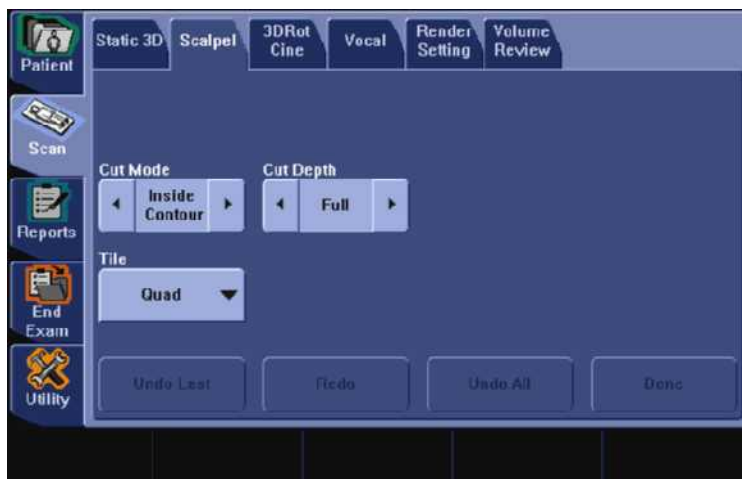 Patient
Scan
Reports
End
Exam
Utility
Static 3D
Scalpel
3DRot
Cine
Vocal
Render
Setting
Volume
Review
Cut Mode
Inside
Contour
Cut Depth
Full
Tile
Quad
Undo Last
Redo
Undo All
Done